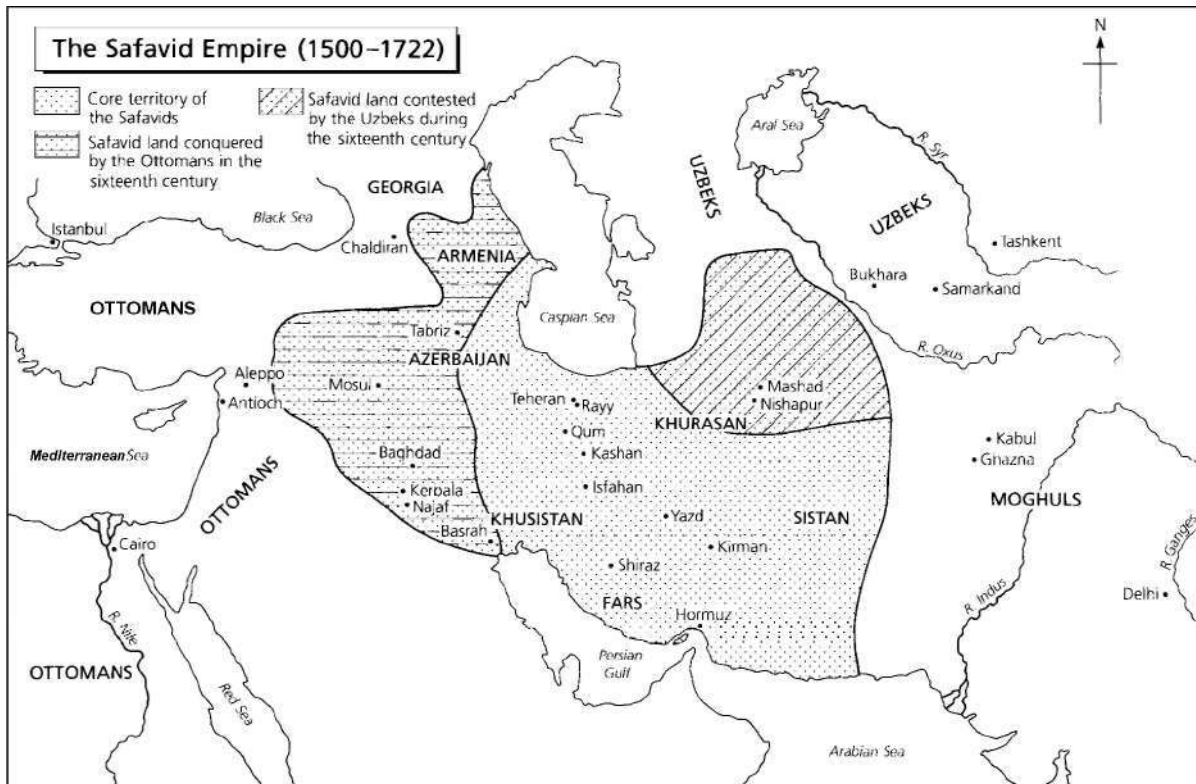 The Safavid Empire (1500–1722)
N
Core territory of
the Safavids
Safavid land conquered
by the Ottomans in the
sixteenth century
Safavid land contested
by the Uzbeks during
the sixteenth century
Aral Sea
R. Syr
UZBEKS
UZBEKS
GEORGIA
Black Sea
Istanbul
Chaldiran
ARMENIA
Tashkent
Bukhara
Samarkand
OTTOMANS
Caspian Sea
Tabriz
AZERBAIJAN
R. Oxus
Aleppo
Mosul
Antioch
Mashad
Nishapur
Teheran
Rayy
KHURASAN
Qum
Kabul
Ghazna
Mediterranean Sea
Baghdad
Kashan
OTTOMANS
Kerbala
Najaf
Isfahan
MOGHULS
KHUSISTAN
Yazd
SISTAN
Basrah
Cairo
Kirman
Shiraz
R. Ganges
Delhi
R. Indus
FARS
Hormuz
R. Nile
OTTOMANS
Red Sea
Persian
Gulf
Arabian Sea